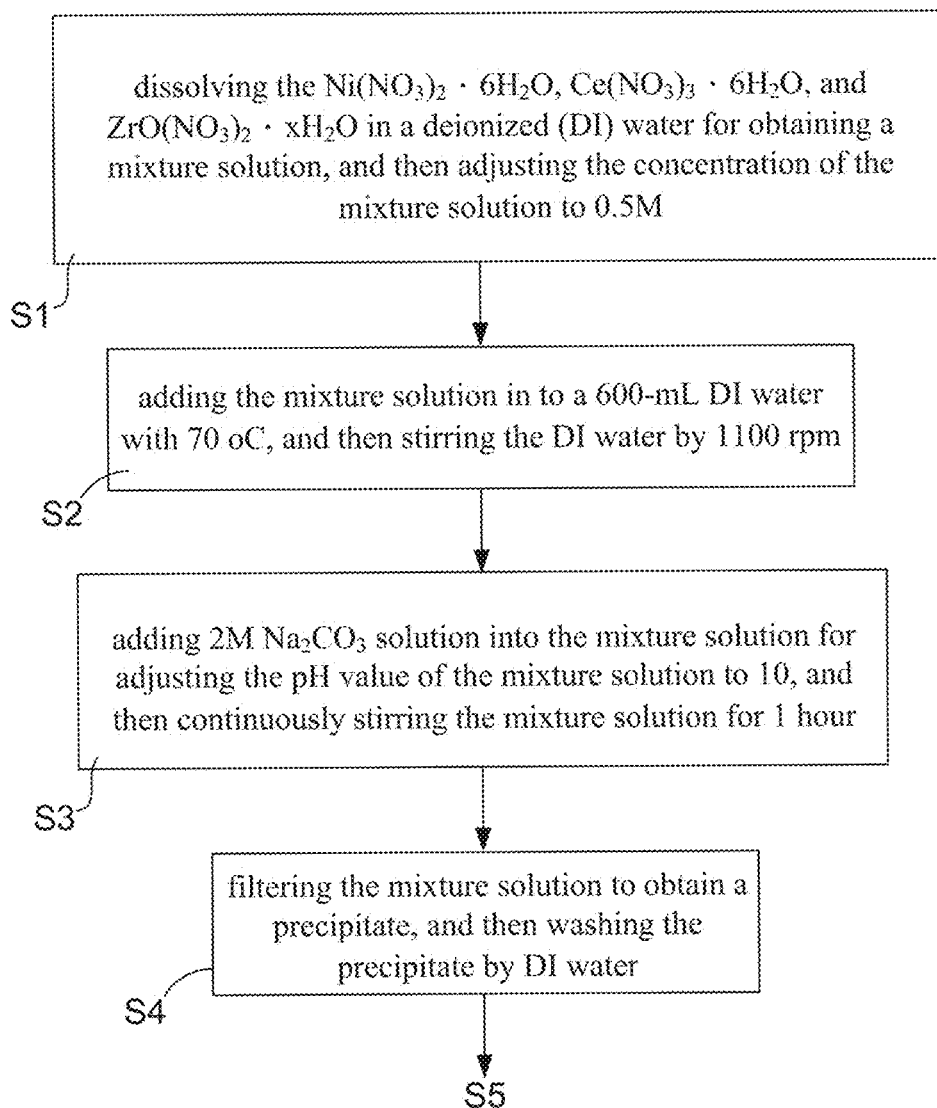 dissolving the Ni(NO₃)₂ · 6H₂O, Ce(NO₃)₃ · 6H₂O, and
ZrO(NO₃)₂ · xH₂O in a deionized (DI) water for obtaining a
mixture solution, and then adjusting the concentration of the
mixture solution to 0.5M
S1
adding the mixture solution in to a 600-mL DI water
with 70 oC, and then stirring the DI water by 1100 rpm
S2
adding 2M Na₂CO₃ solution into the mixture solution for
adjusting the pH value of the mixture solution to 10, and
then continuously stirring the mixture solution for 1 hour
S3
filtering the mixture solution to obtain a
precipitate, and then washing the
precipitate by DI water
S4
S5